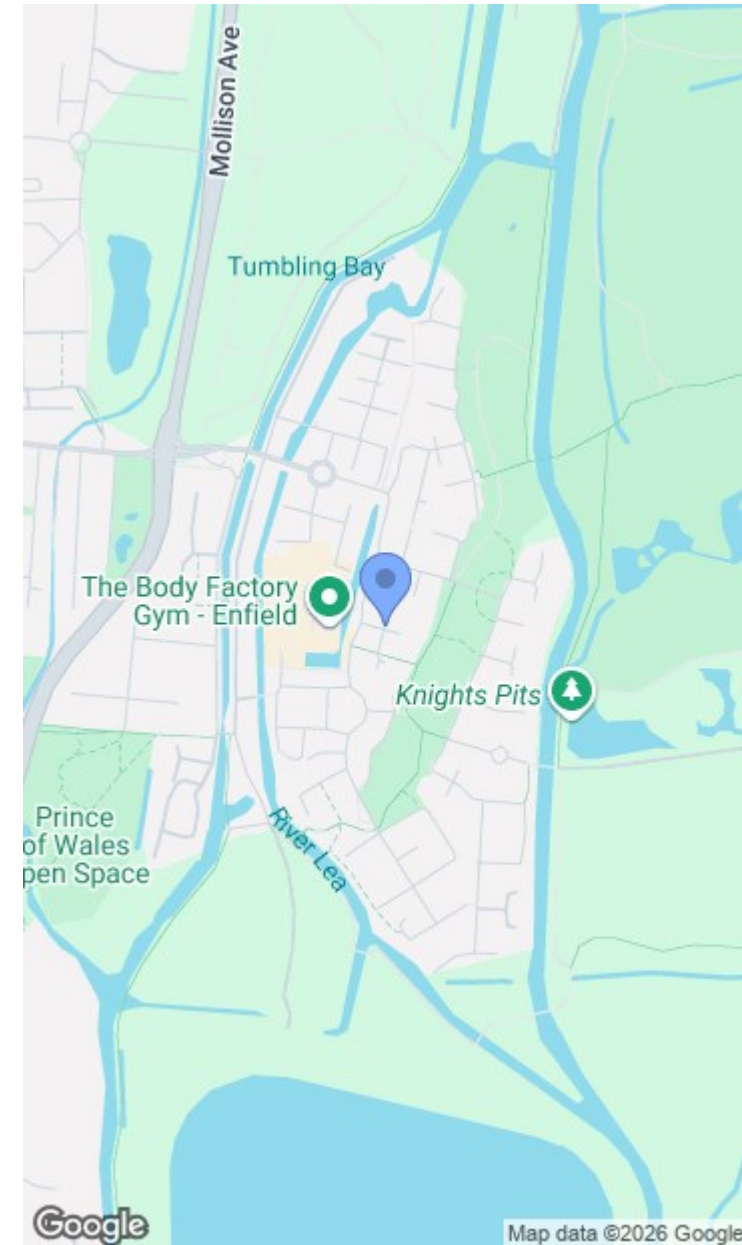 Mollison Ave
Tumbling Bay
The Body Factory
Gym - Enfield
Knights Pits
Prince
of Wales
pen Space
River Lea
Google
Map data ©2026 Google